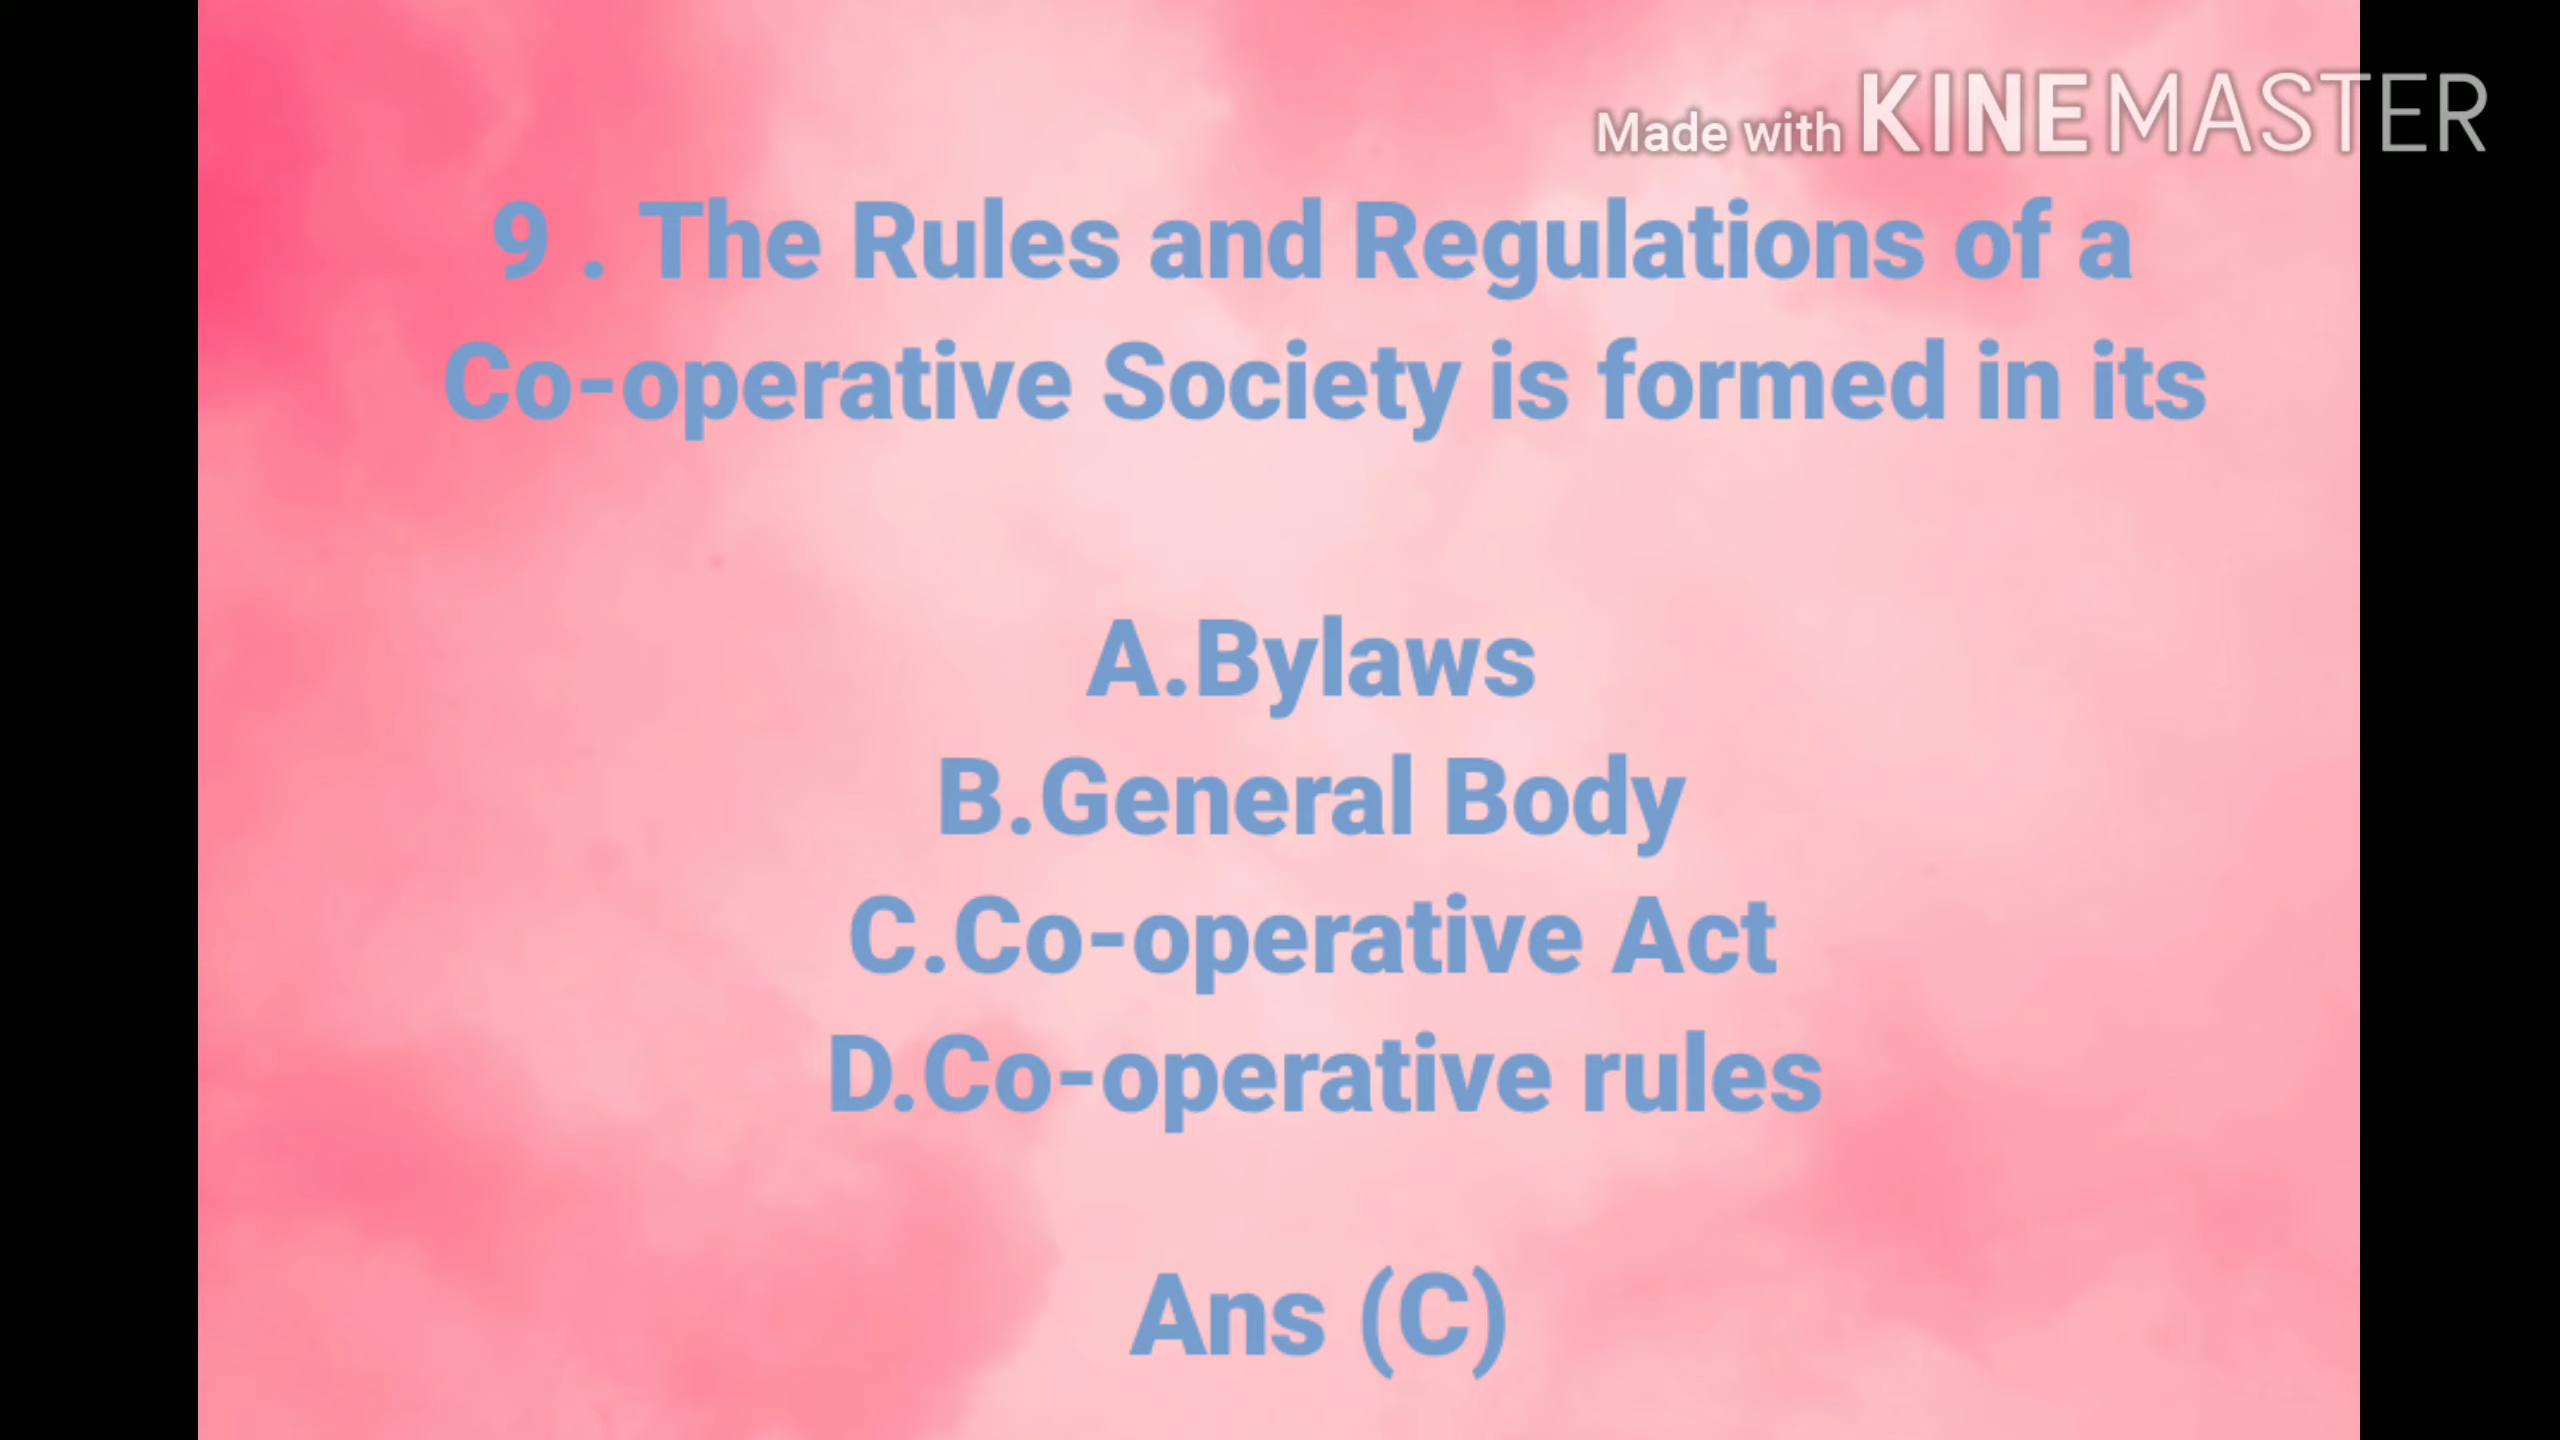 Made with KINEMASTER
9 . The Rules and Regulations of a
Co-operative Society is formed in its
A.Bylaws
B.General Body
C.Co-operative Act
D.Co-operative rules
Ans (C)